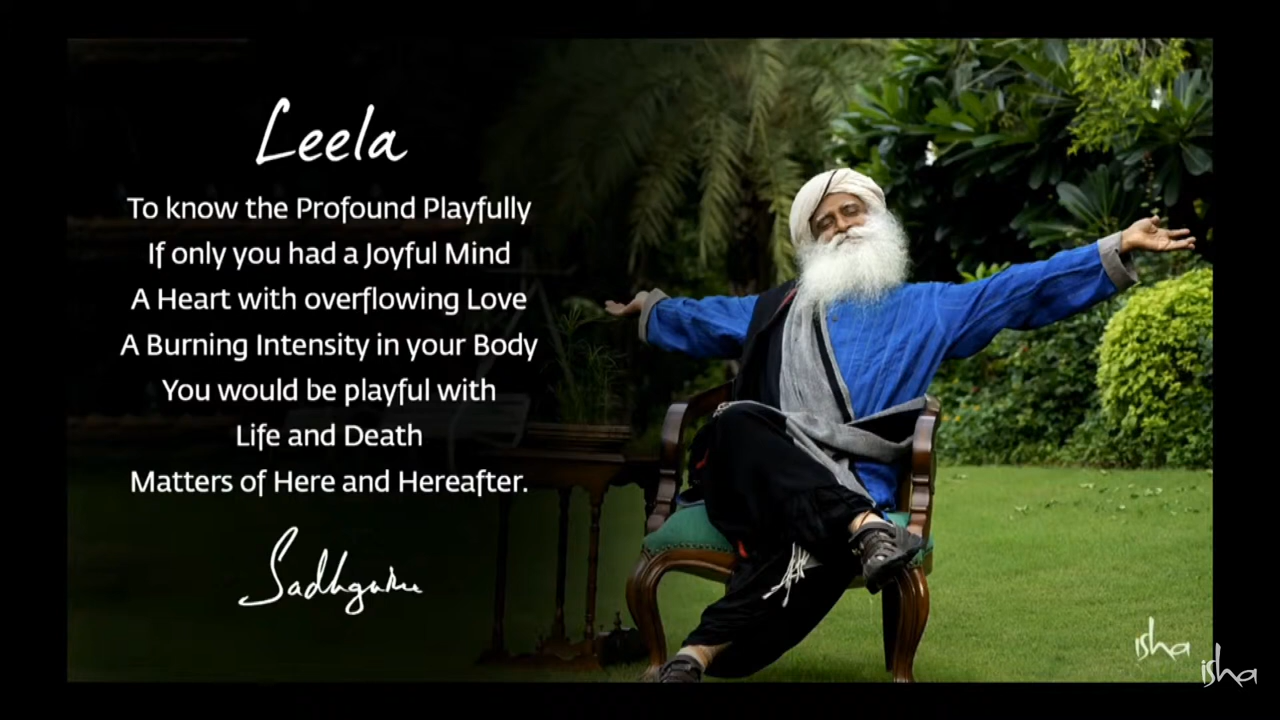 Leela
To know the Profound Playfully
If only you had a Joyful Mind
A Heart with overflowing Love
A Burning Intensity in your Body
You would be playful with
Life and Death
Matters of Here and Hereafter.
Sadhguru
isha
isha